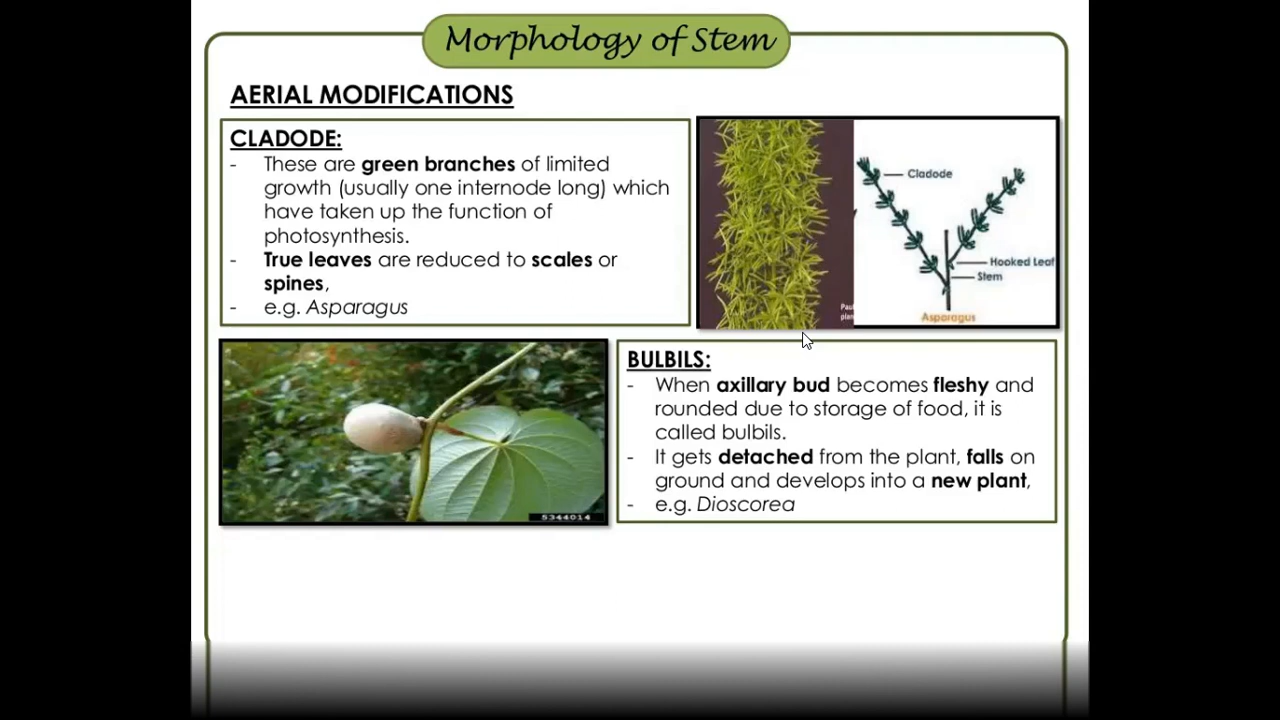 Morphology of Stem
AERIAL MODIFICATIONS
CLADODE:
- These are green branches of limited
growth (usually one internode long) which
have taken up the function of
photosynthesis.
- True leaves are reduced to scales or
spines,
- e.g. Asparagus
Paul
plan
Cladode
Hooked Leaf
Stem
Asparagus
5344014
BULBILS:
- When axillary bud becomes fleshy and
rounded due to storage of food, it is
called bulbils.
- It gets detached from the plant, falls on
ground and develops into a new plant,
- e.g. Dioscorea